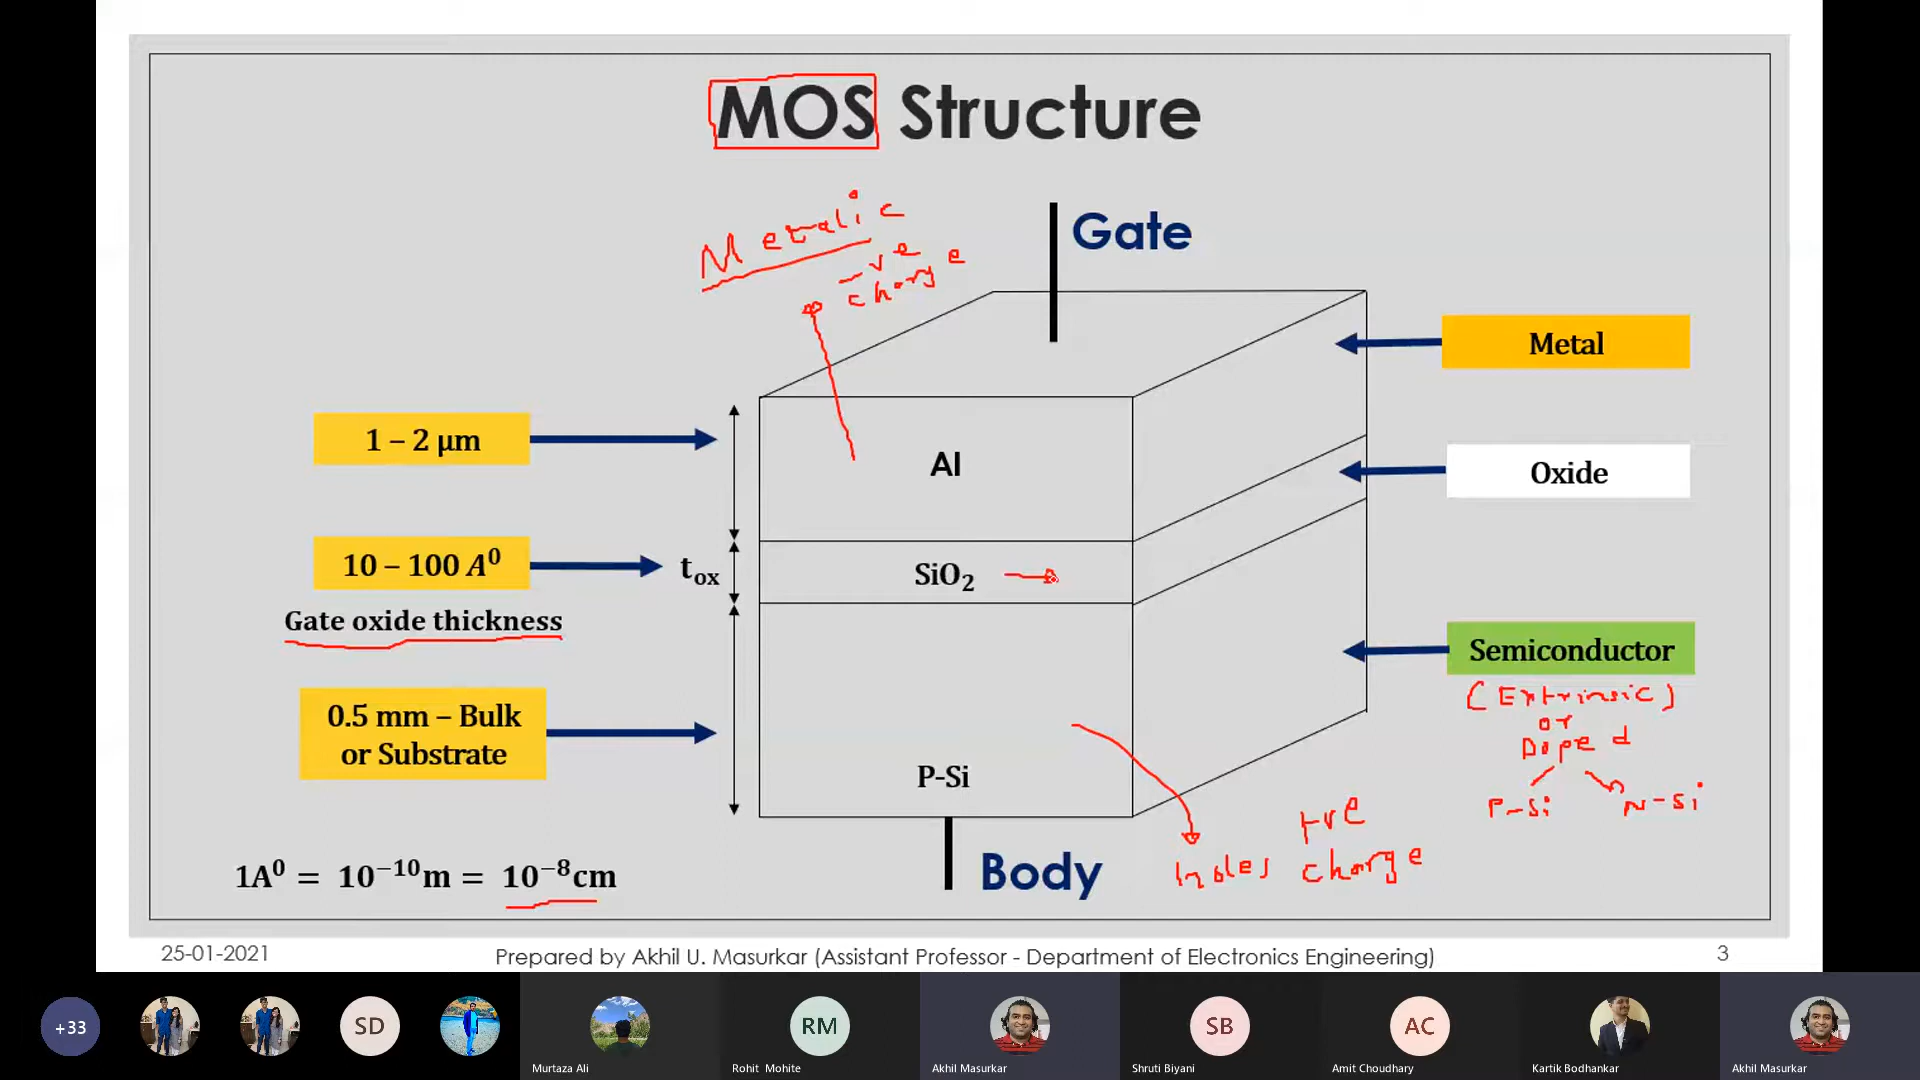 MOS Structure
Metalic
-ve
charge
Gate
Metal
1 – 2 μm
Al
Oxide
10 – 100 A⁰
tox
SiO₂
Gate oxide thickness
Semiconductor
(Extrinsic)
or
Doped
P-Si
N-Si
0.5 mm – Bulk
or Substrate
P-Si
+ve
holes charge
1A⁰ = 10⁻¹⁰m = 10⁻⁸cm
Body
25-01-2021
Prepared by Akhil U. Masurkar (Assistant Professor - Department of Electronics Engineering)
3
+33
SD
RM
SB
AC
Murtaza Ali
Rohit Mohite
Akhil Masurkar
Shruti Biyani
Amit Choudhary
Kartik Bodhankar
Akhil Masurkar